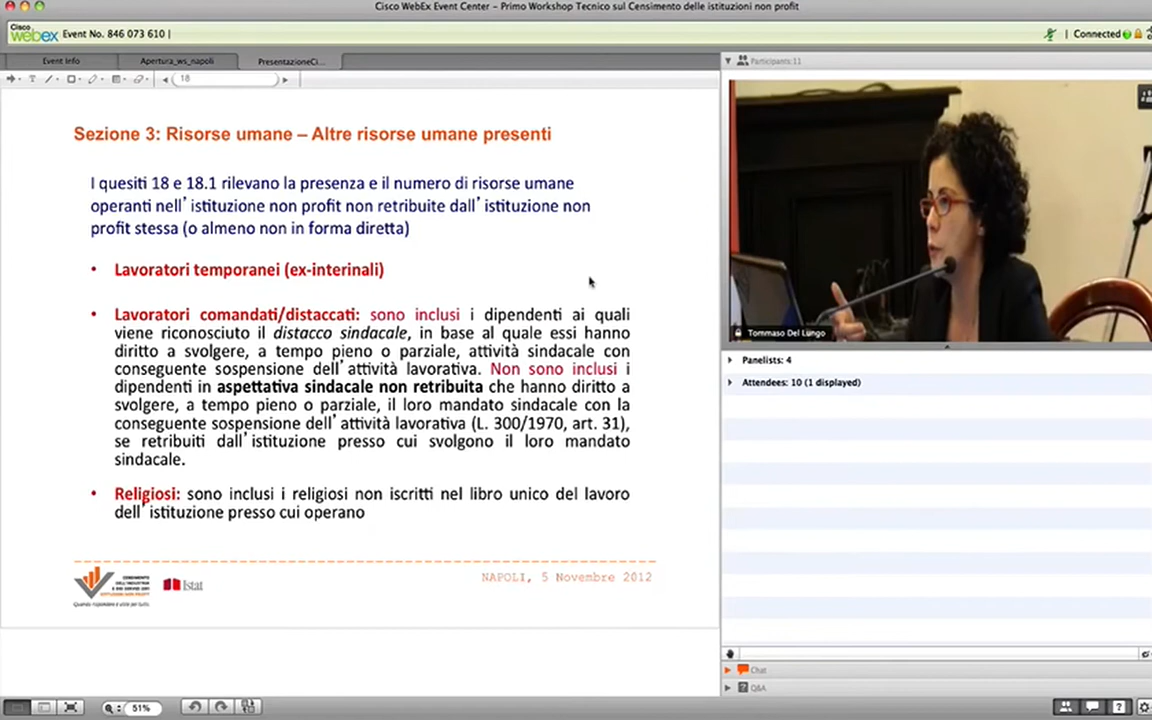 Cisco WebEx Event Center - Primo Workshop Tecnico sul Censimento delle istituzioni non profit
Cisco
webex Event No. 846 073 610 |
| Connected
Event Info
Apertura_ws_napoli
PresentazioneCi...
18
Participants:11
Sezione 3: Risorse umane – Altre risorse umane presenti
I quesiti 18 e 18.1 rilevano la presenza e il numero di risorse umane
operanti nell'istituzione non profit non retribuite dall'istituzione non
profit stessa (o almeno non in forma diretta)
• Lavoratori temporanei (ex-interinali)
• Lavoratori comandati/distaccati: sono inclusi i dipendenti ai quali
viene riconosciuto il distacco sindacale, in base al quale essi hanno
diritto a svolgere, a tempo pieno o parziale, attività sindacale con
conseguente sospensione dell'attività lavorativa. Non sono inclusi i
dipendenti in aspettativa sindacale non retribuita che hanno diritto a
svolgere, a tempo pieno o parziale, il loro mandato sindacale con la
conseguente sospensione dell'attività lavorativa (L. 300/1970, art. 31),
se retribuiti dall'istituzione presso cui svolgono il loro mandato
sindacale.
• Religiosi: sono inclusi i religiosi non iscritti nel libro unico del lavoro
dell'istituzione presso cui operano
NAPOLI, 5 Novembre 2012
Istat
Tommaso Del Lungo
Panelists: 4
Attendees: 10 (1 displayed)
Chat
Q&A
51%